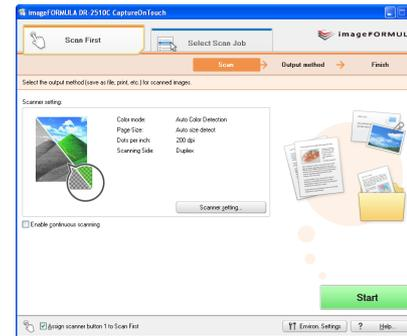 imageFORMULA DR-2510C CaptureOnTouch
Scan First
Select Scan Job
imageFORMUL
Scan
Output method
Finish
Select the output method (save as file, print, etc.) for scanned images.
Scanner setting:
Color mode: Auto Color Detection
Page Size: Auto size detect
Dots per inch: 200 dpi
Scanning Side: Duplex
Scanner setting...
Enable continuous scanning
Start
Assign scanner button 1 to Scan First
Environ. Settings
? Help...